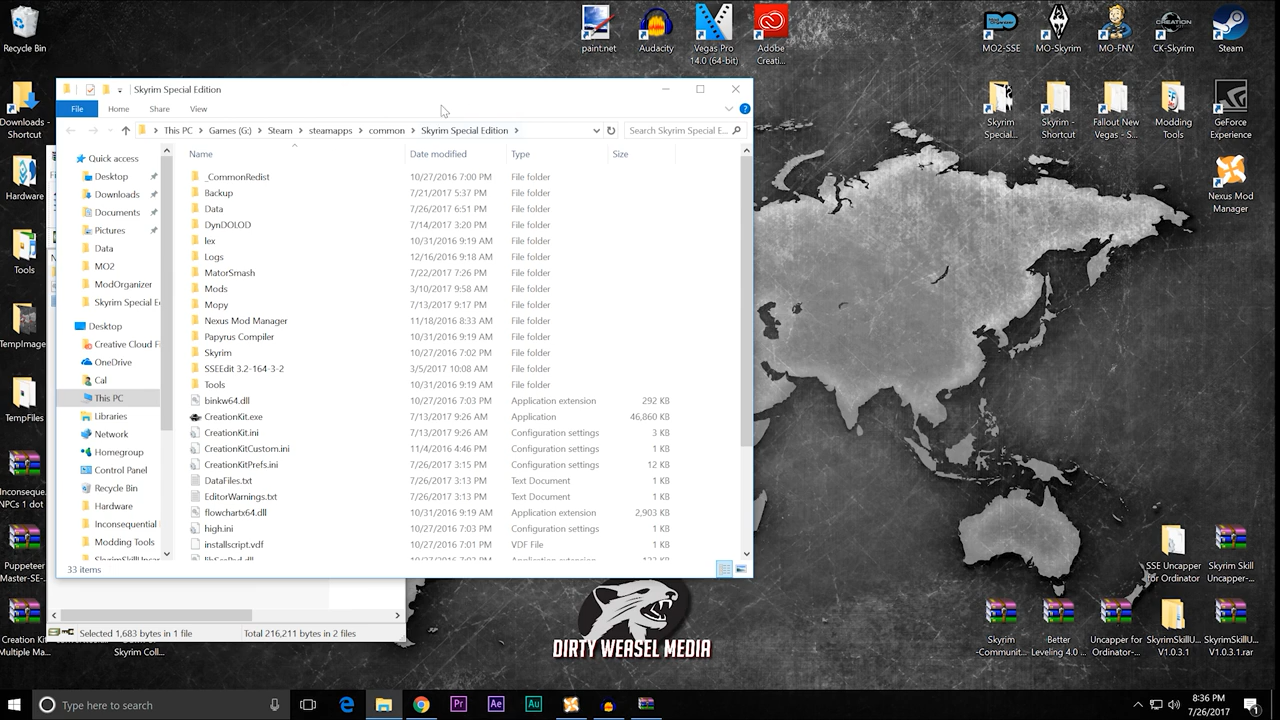 Recycle Bin
paint.net
Audacity
Vegas Pro
14.0 (64-bit)
Adobe
Creati...
MO2-SSE
MO-Skyrim
MO-FNV
CK-Skyrim
Steam
Downloads -
Shortcut
Hardware
Tools
TempImage
TempFiles
Inconseque
NPCs 1 dot
Puppeteer
Master-SE-
Creation Kit
Multiple Ma...
Skyrim Special Edition
File
Home
Share
View
This PC > Games (G:) > Steam > steamapps > common > Skyrim Special Edition >
Search Skyrim Special E...
Quick access
Desktop
Downloads
Documents
Pictures
Data
MO2
ModOrganizer
Skyrim Special Ed
Desktop
Creative Cloud F
OneDrive
Cal
This PC
Libraries
Network
Homegroup
Control Panel
Recycle Bin
Hardware
Inconsequential
Modding Tools
SkyrimSkillUncap
Name Date modified Type Size
_CommonRedist 10/27/2016 7:00 PM File folder
Backup 7/21/2017 5:37 PM File folder
Data 7/26/2017 6:51 PM File folder
DynDOLOD 7/14/2017 3:20 PM File folder
lex 10/31/2016 9:19 AM File folder
Logs 12/16/2016 9:18 AM File folder
MatorSmash 7/22/2017 7:26 PM File folder
Mods 3/10/2017 9:58 AM File folder
Mopy 7/13/2017 9:17 PM File folder
Nexus Mod Manager 11/18/2016 8:33 AM File folder
Papyrus Compiler 10/31/2016 9:19 AM File folder
Skyrim 10/27/2016 7:02 PM File folder
SSEEdit 3.2-164-3-2 3/5/2017 10:08 AM File folder
Tools 10/31/2016 9:19 AM File folder
binkw64.dll 10/27/2016 7:03 PM Application extension 292 KB
CreationKit.exe 7/13/2017 9:26 AM Application 46,860 KB
CreationKit.ini 7/13/2017 9:26 AM Configuration settings 3 KB
CreationKitCustom.ini 11/4/2016 4:46 PM Configuration settings 1 KB
CreationKitPrefs.ini 7/26/2017 3:15 PM Configuration settings 12 KB
DataFiles.txt 7/26/2017 3:13 PM Text Document 1 KB
EditorWarnings.txt 7/26/2017 3:13 PM Text Document 1 KB
flowchartx64.dll 10/31/2016 9:19 AM Application extension 2,903 KB
high.ini 10/27/2016 7:03 PM Configuration settings 1 KB
installscript.vdf 10/27/2016 7:01 PM VDF File 1 KB
33 items
Selected 1,683 bytes in 1 file
Total 216,211 bytes in 2 files
Skyrim Coll...
DIRTY WEASEL MEDIA
Skyrim
Special...
Skyrim -
Shortcut
Fallout New
Vegas - S...
Modding
Tools
GeForce
Experience
Nexus Mod
Manager
SSE Uncapper
for Ordinator
Skyrim Skill
Uncapper-...
Skyrim
-Communit...
Better
Leveling 4.0 ...
Uncapper for
Ordinator-...
SkyrimSkillU...
V1.0.3.1
SkyrimSkillU...
V1.0.3.1.rar
Type here to search
Pr
Ae
Au
8:36 PM
7/26/2017
1